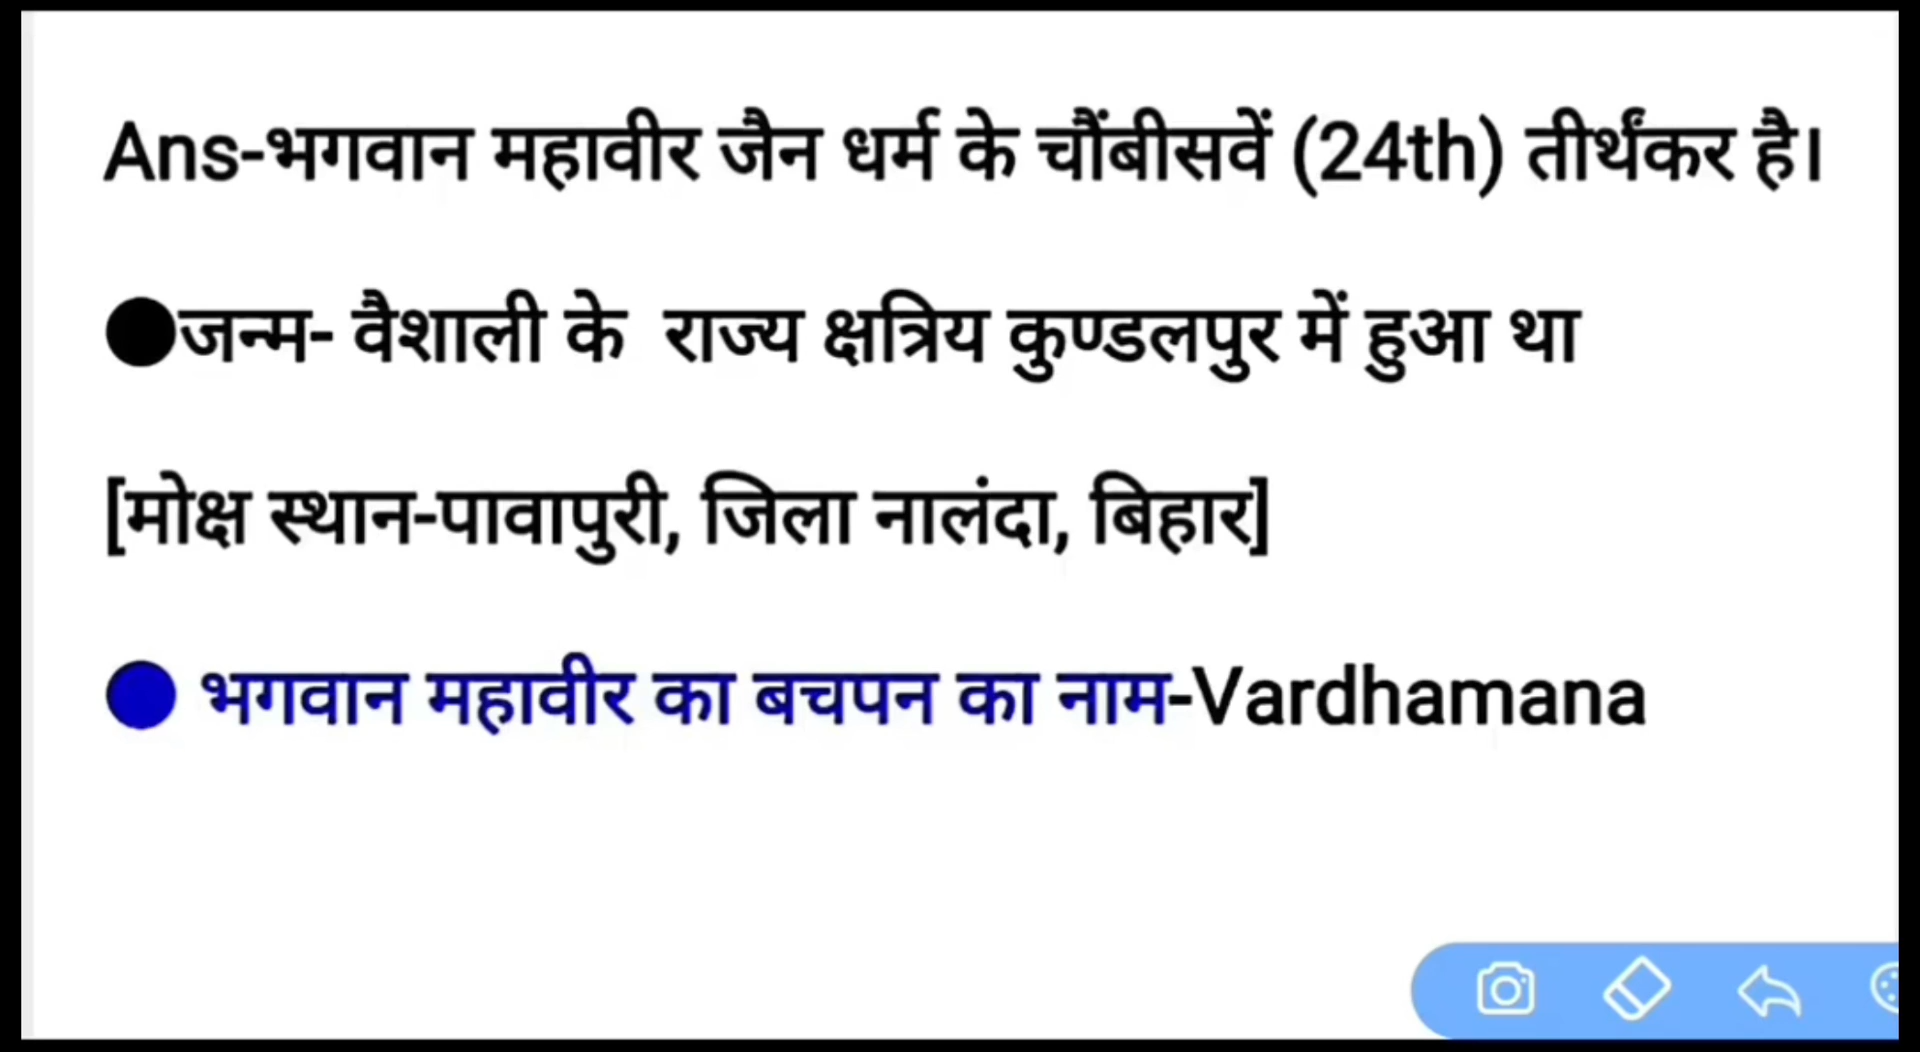 Ans-भगवान महावीर जैन धर्म के चौंबीसवें (24th) तीर्थंकर है।
●जन्म- वैशाली के राज्य क्षत्रिय कुण्डलपुर में हुआ था
[मोक्ष स्थान-पावापुरी, जिला नालंदा, बिहार]
● भगवान महावीर का बचपन का नाम-Vardhamana